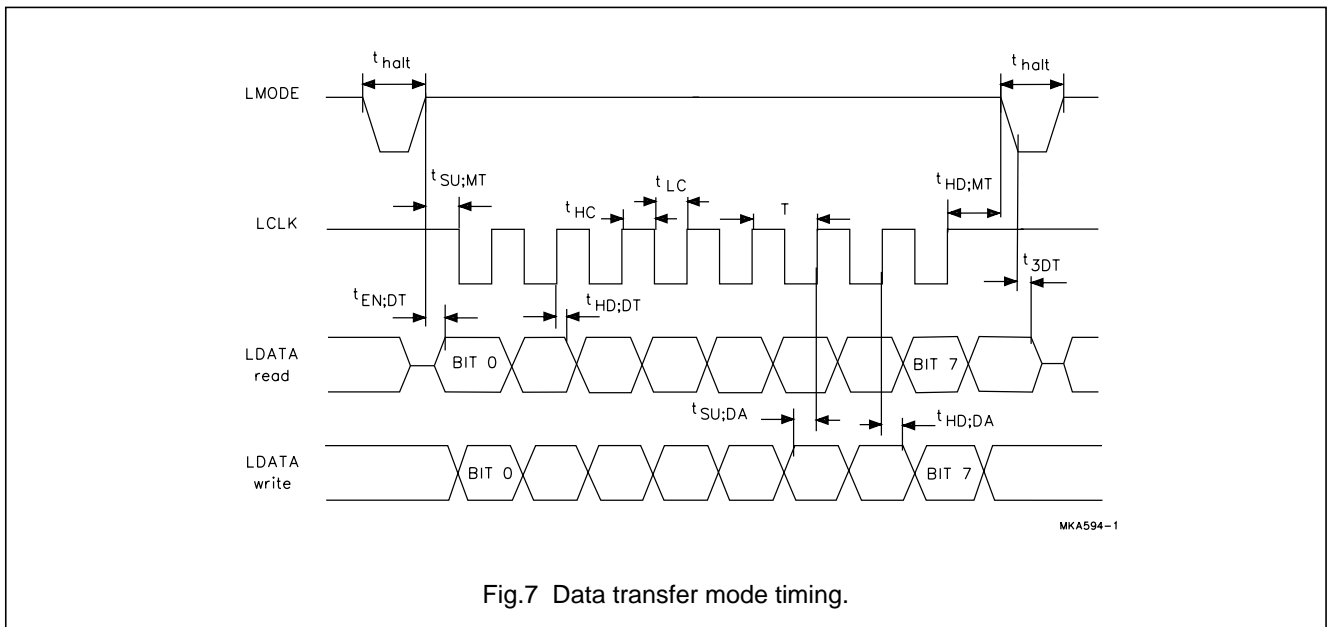 t halt
t halt
LMODE
t SU;MT
t LC
t HD;MT
t HC
T
LCLK
t 3DT
t EN;DT
t HD;DT
LDATA
read
BIT 0
BIT 7
t SU;DA
t HD;DA
LDATA
write
BIT 0
BIT 7
MKA594-1
Fig.7 Data transfer mode timing.